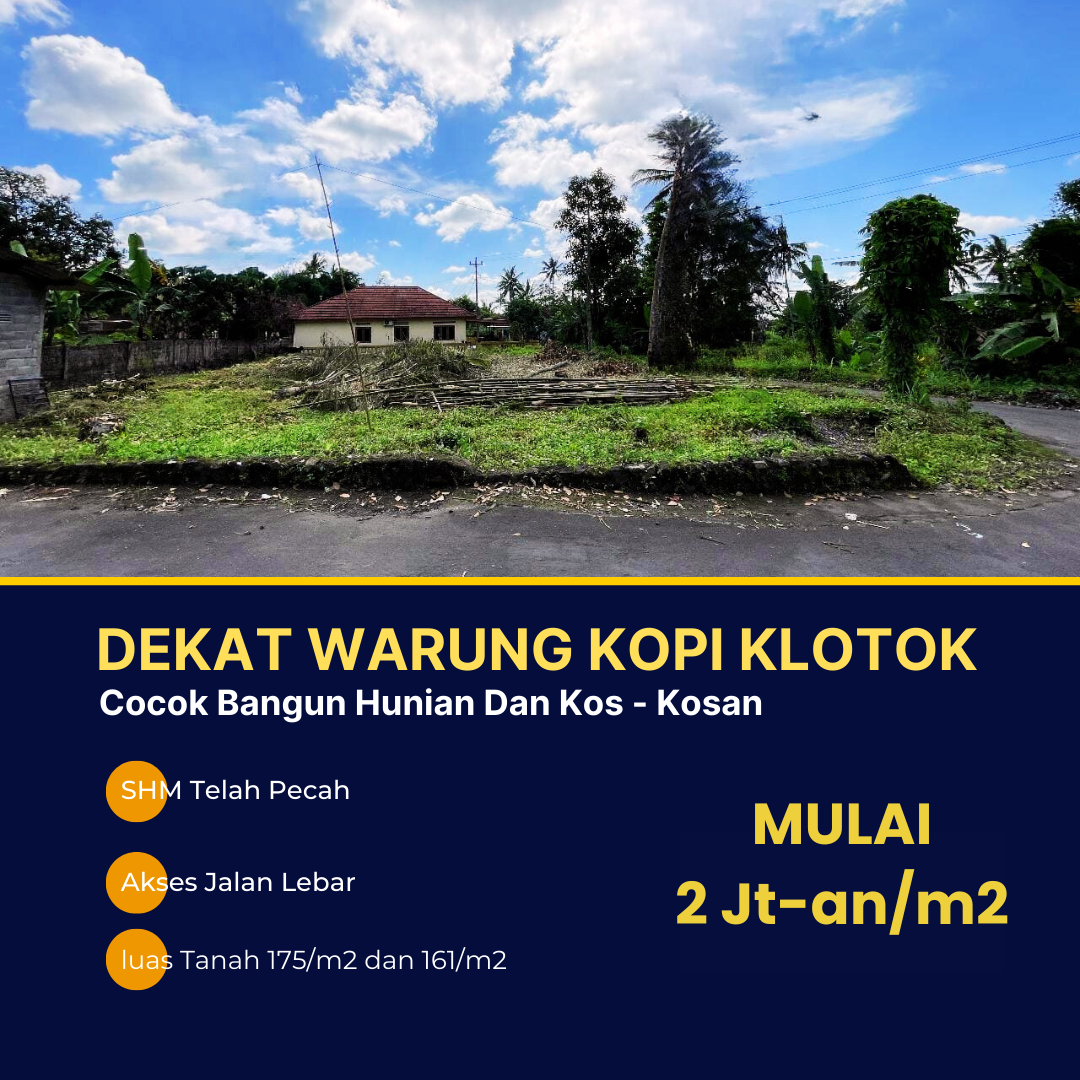 DEKAT WARUNG KOPI KLOTOK
Cocok Bangun Hunian Dan Kos - Kosan
SHM Telah Pecah
Akses Jalan Lebar
luas Tanah 175/m2 dan 161/m2
MULAI
2 Jt-an/m2